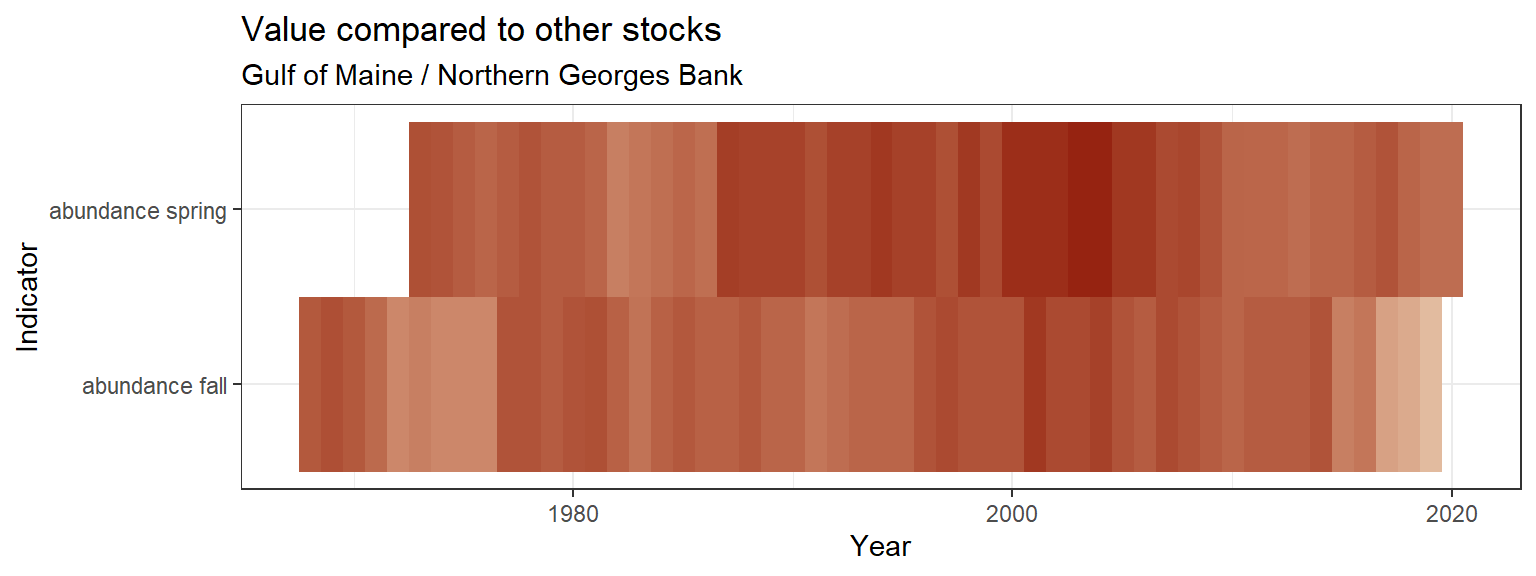 Value compared to other stocks
Gulf of Maine / Northern Georges Bank
Indicator
abundance spring
abundance fall
1980
2000
2020
Year